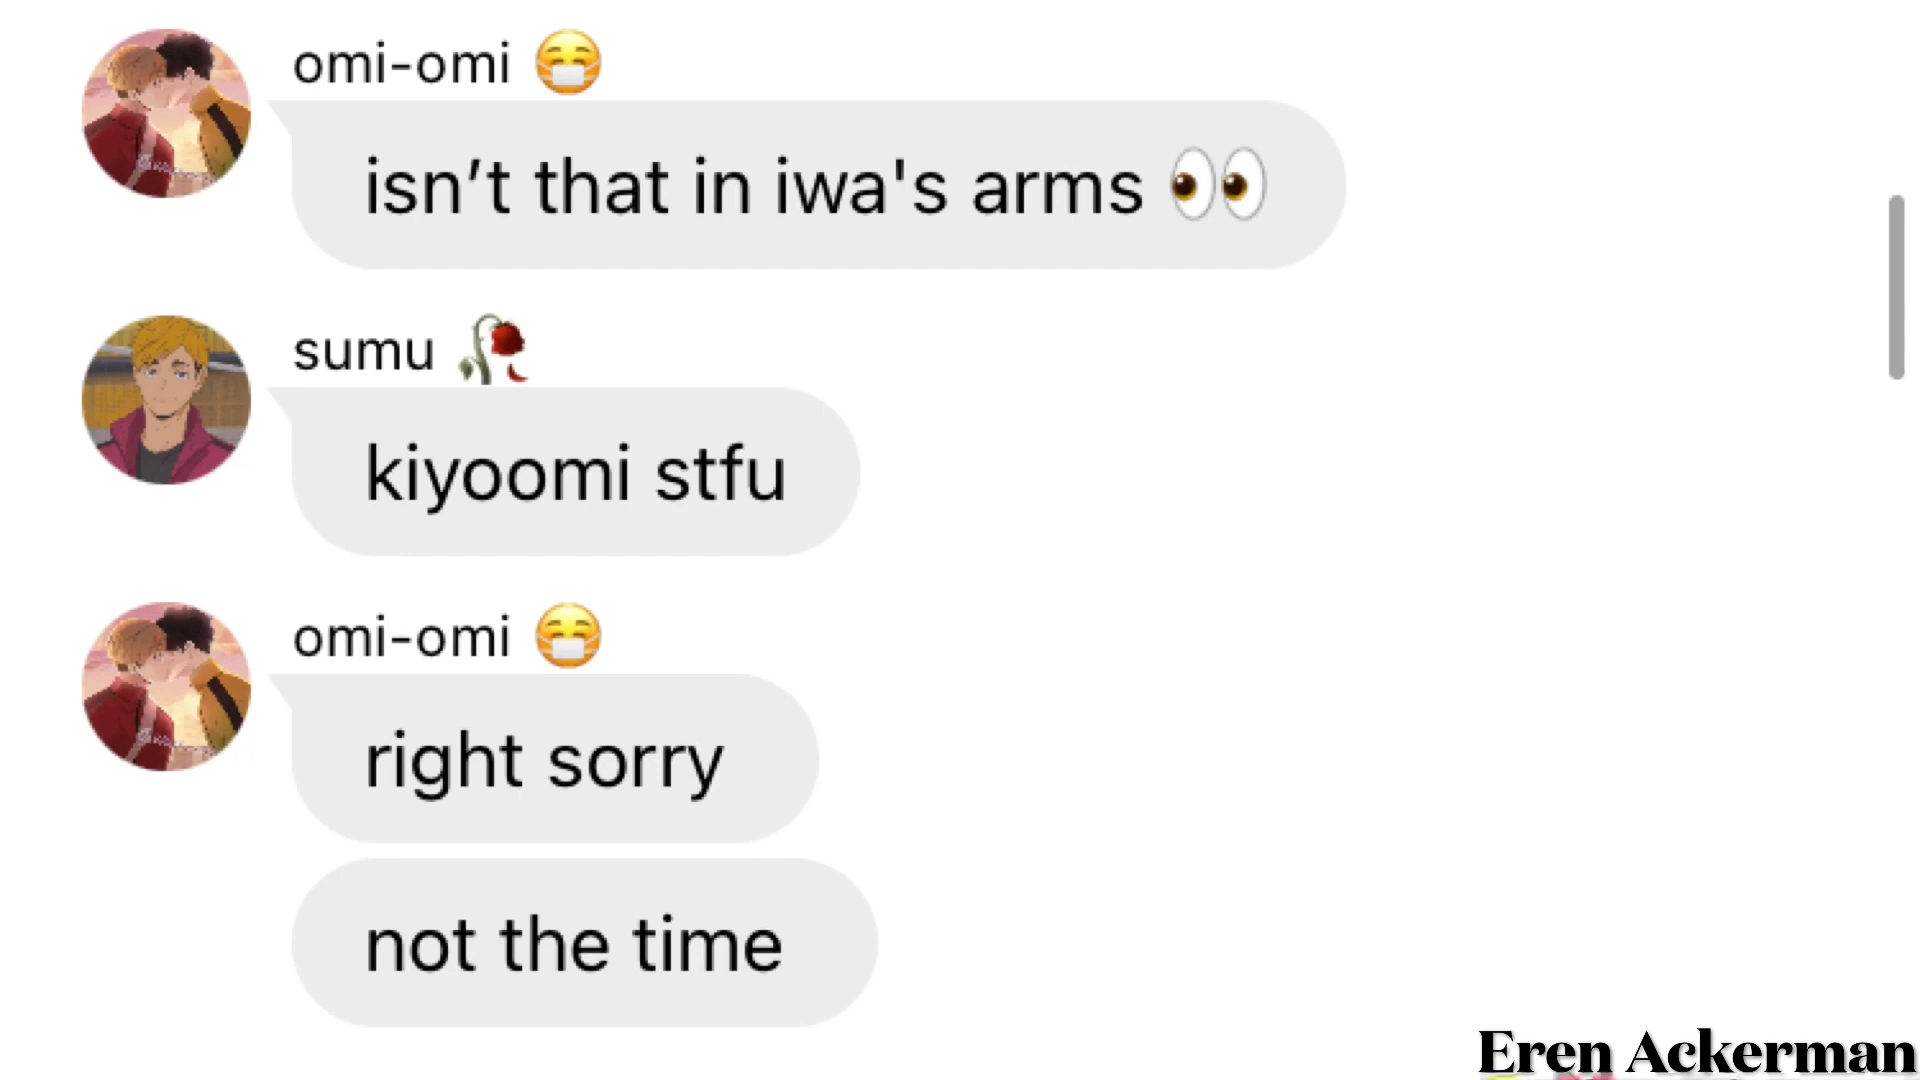 omi-omi 😷
isn’t that in iwa's arms 👀
sumu 🥀
kiyoomi stfu
omi-omi 😷
right sorry
not the time
Eren Ackerman